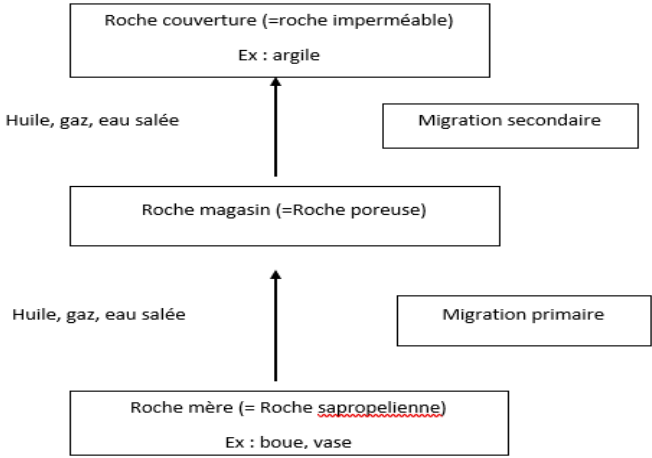 Roche couverture (=roche imperméable)
Ex : argile
Huile, gaz, eau salée
Migration secondaire
Roche magasin (=Roche poreuse)
Huile, gaz, eau salée
Migration primaire
Roche mère (= Roche sapropelienne)
Ex : boue, vase